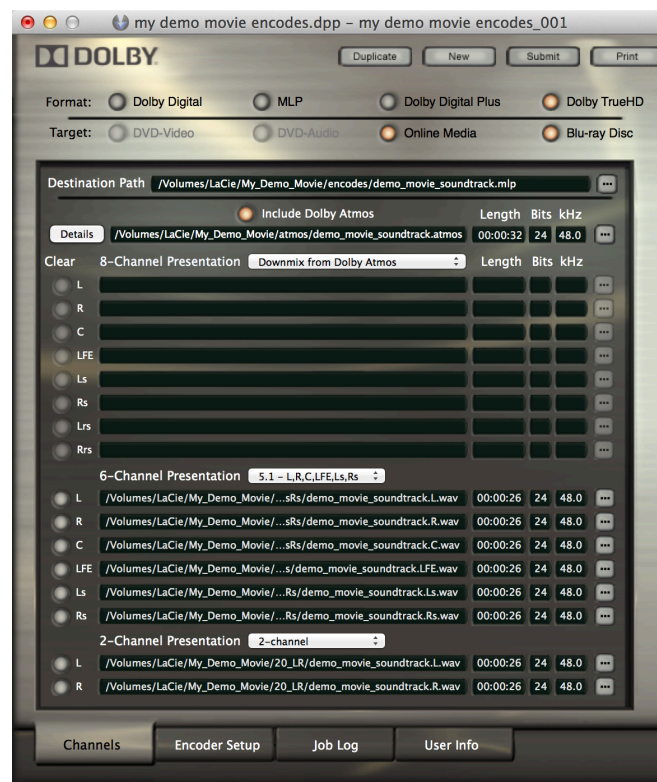 my demo movie encodes.dpp – my demo movie encodes_001
DOLBY. Duplicate New Submit Print
Format: Dolby Digital MLP Dolby Digital Plus Dolby TrueHD
Target: DVD-Video DVD-Audio Online Media Blu-ray Disc
Destination Path /Volumes/LaCie/My_Demo_Movie/encodes/demo_movie_soundtrack.mlp ...
Include Dolby Atmos Length Bits kHz
Details /Volumes/LaCie/My_Demo_Movie/atmos/demo_movie_soundtrack.atmos 00:00:32 24 48.0 ...
Clear 8-Channel Presentation Downmix from Dolby Atmos Length Bits kHz
L ...
R ...
C ...
LFE ...
Ls ...
Rs ...
Lrs ...
Rrs ...
6-Channel Presentation 5.1 – L,R,C,LFE,Ls,Rs
L /Volumes/LaCie/My_Demo_Movie/...sRs/demo_movie_soundtrack.L.wav 00:00:26 24 48.0 ...
R /Volumes/LaCie/My_Demo_Movie/...sRs/demo_movie_soundtrack.R.wav 00:00:26 24 48.0 ...
C /Volumes/LaCie/My_Demo_Movie/...sRs/demo_movie_soundtrack.C.wav 00:00:26 24 48.0 ...
LFE /Volumes/LaCie/My_Demo_Movie/...s/demo_movie_soundtrack.LFE.wav 00:00:26 24 48.0 ...
Ls /Volumes/LaCie/My_Demo_Movie/...Rs/demo_movie_soundtrack.Ls.wav 00:00:26 24 48.0 ...
Rs /Volumes/LaCie/My_Demo_Movie/...Rs/demo_movie_soundtrack.Rs.wav 00:00:26 24 48.0 ...
2-Channel Presentation 2-channel
L /Volumes/LaCie/My_Demo_Movie/20_LR/demo_movie_soundtrack.L.wav 00:00:26 24 48.0 ...
R /Volumes/LaCie/My_Demo_Movie/20_LR/demo_movie_soundtrack.R.wav 00:00:26 24 48.0 ...
Channels Encoder Setup Job Log User Info